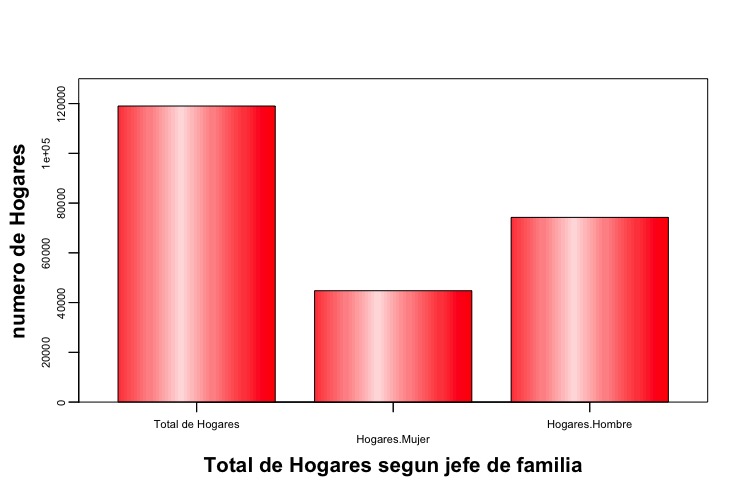 numero de Hogares
120000
1e+05
80000
60000
40000
20000
0
Total de Hogares
Hogares.Mujer
Hogares.Hombre
Total de Hogares segun jefe de familia